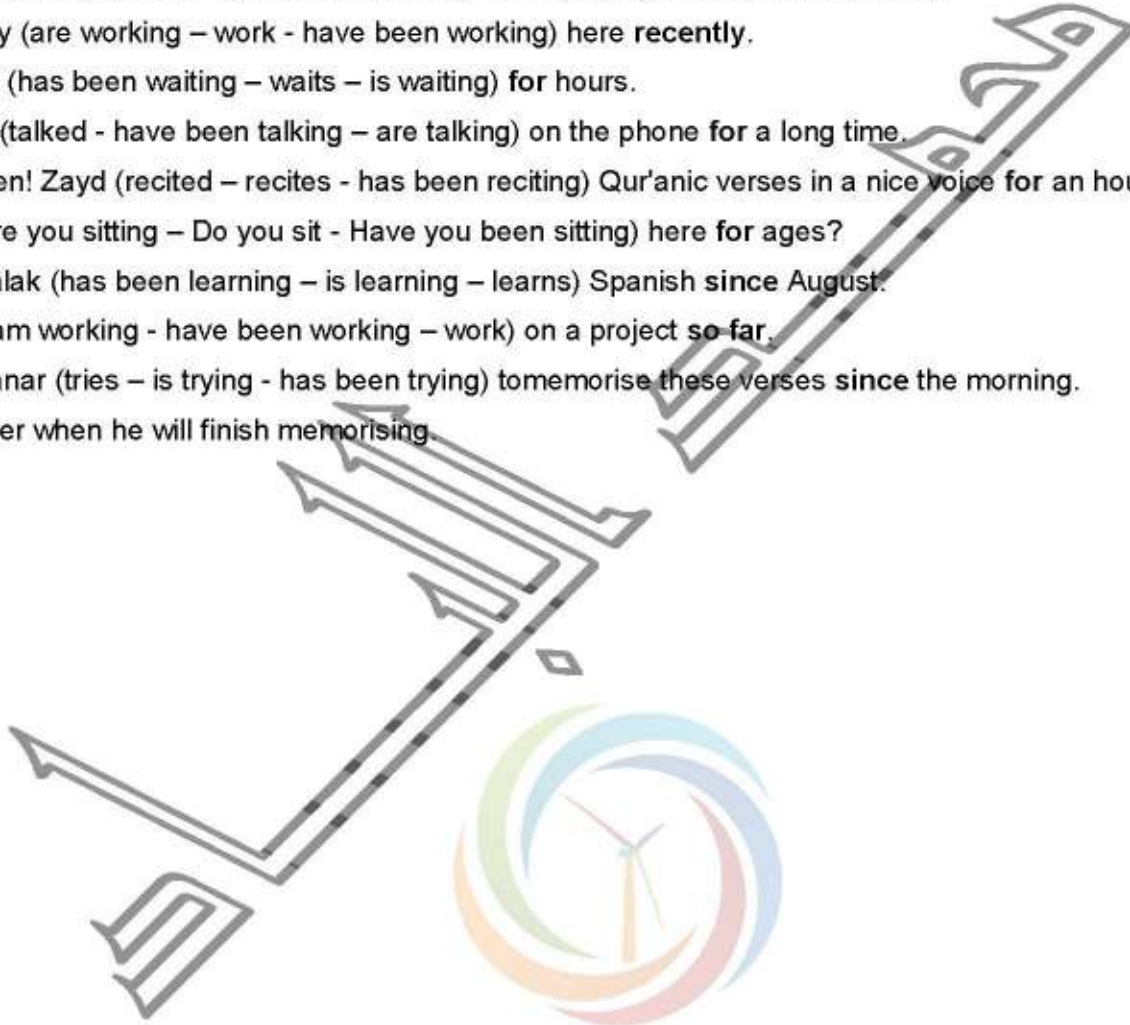 y (are working – work - have been working) here recently.
(has been waiting – waits – is waiting) for hours.
(talked - have been talking – are talking) on the phone for a long time.
en! Zayd (recited – recites - has been reciting) Qur'anic verses in a nice voice for an hou
re you sitting – Do you sit - Have you been sitting) here for ages?
alak (has been learning – is learning – learns) Spanish since August.
am working - have been working – work) on a project so far.
anar (tries – is trying - has been trying) tomemorise these verses since the morning.
er when he will finish memorising.